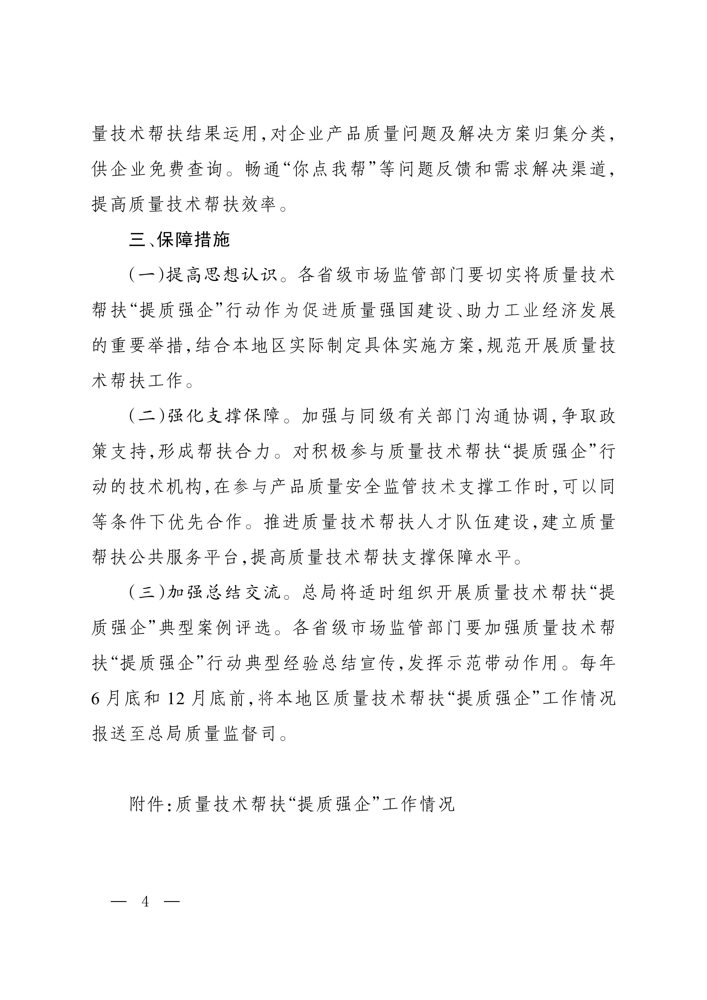 量技术帮扶结果运用,对企业产品质量问题及解决方案归集分类,
供企业免费查询。畅通“你点我帮”等问题反馈和需求解决渠道,
提高质量技术帮扶效率。
三、保障措施
(一)提高思想认识。各省级市场监管部门要切实将质量技术
帮扶“提质强企”行动作为促进质量强国建设、助力工业经济发展
的重要举措,结合本地区实际制定具体实施方案,规范开展质量技
术帮扶工作。
(二)强化支撑保障。加强与同级有关部门沟通协调,争取政
策支持,形成帮扶合力。对积极参与质量技术帮扶“提质强企”行
动的技术机构,在参与产品质量安全监管技术支撑工作时,可以同
等条件下优先合作。推进质量技术帮扶人才队伍建设,建立质量
帮扶公共服务平台,提高质量技术帮扶支撑保障水平。
(三)加强总结交流。总局将适时组织开展质量技术帮扶“提
质强企”典型案例评选。各省级市场监管部门要加强质量技术帮
扶“提质强企”行动典型经验总结宣传,发挥示范带动作用。每年
6 月底和 12 月底前,将本地区质量技术帮扶“提质强企”工作情况
报送至总局质量监督司。
附件:质量技术帮扶“提质强企”工作情况
— 4 —